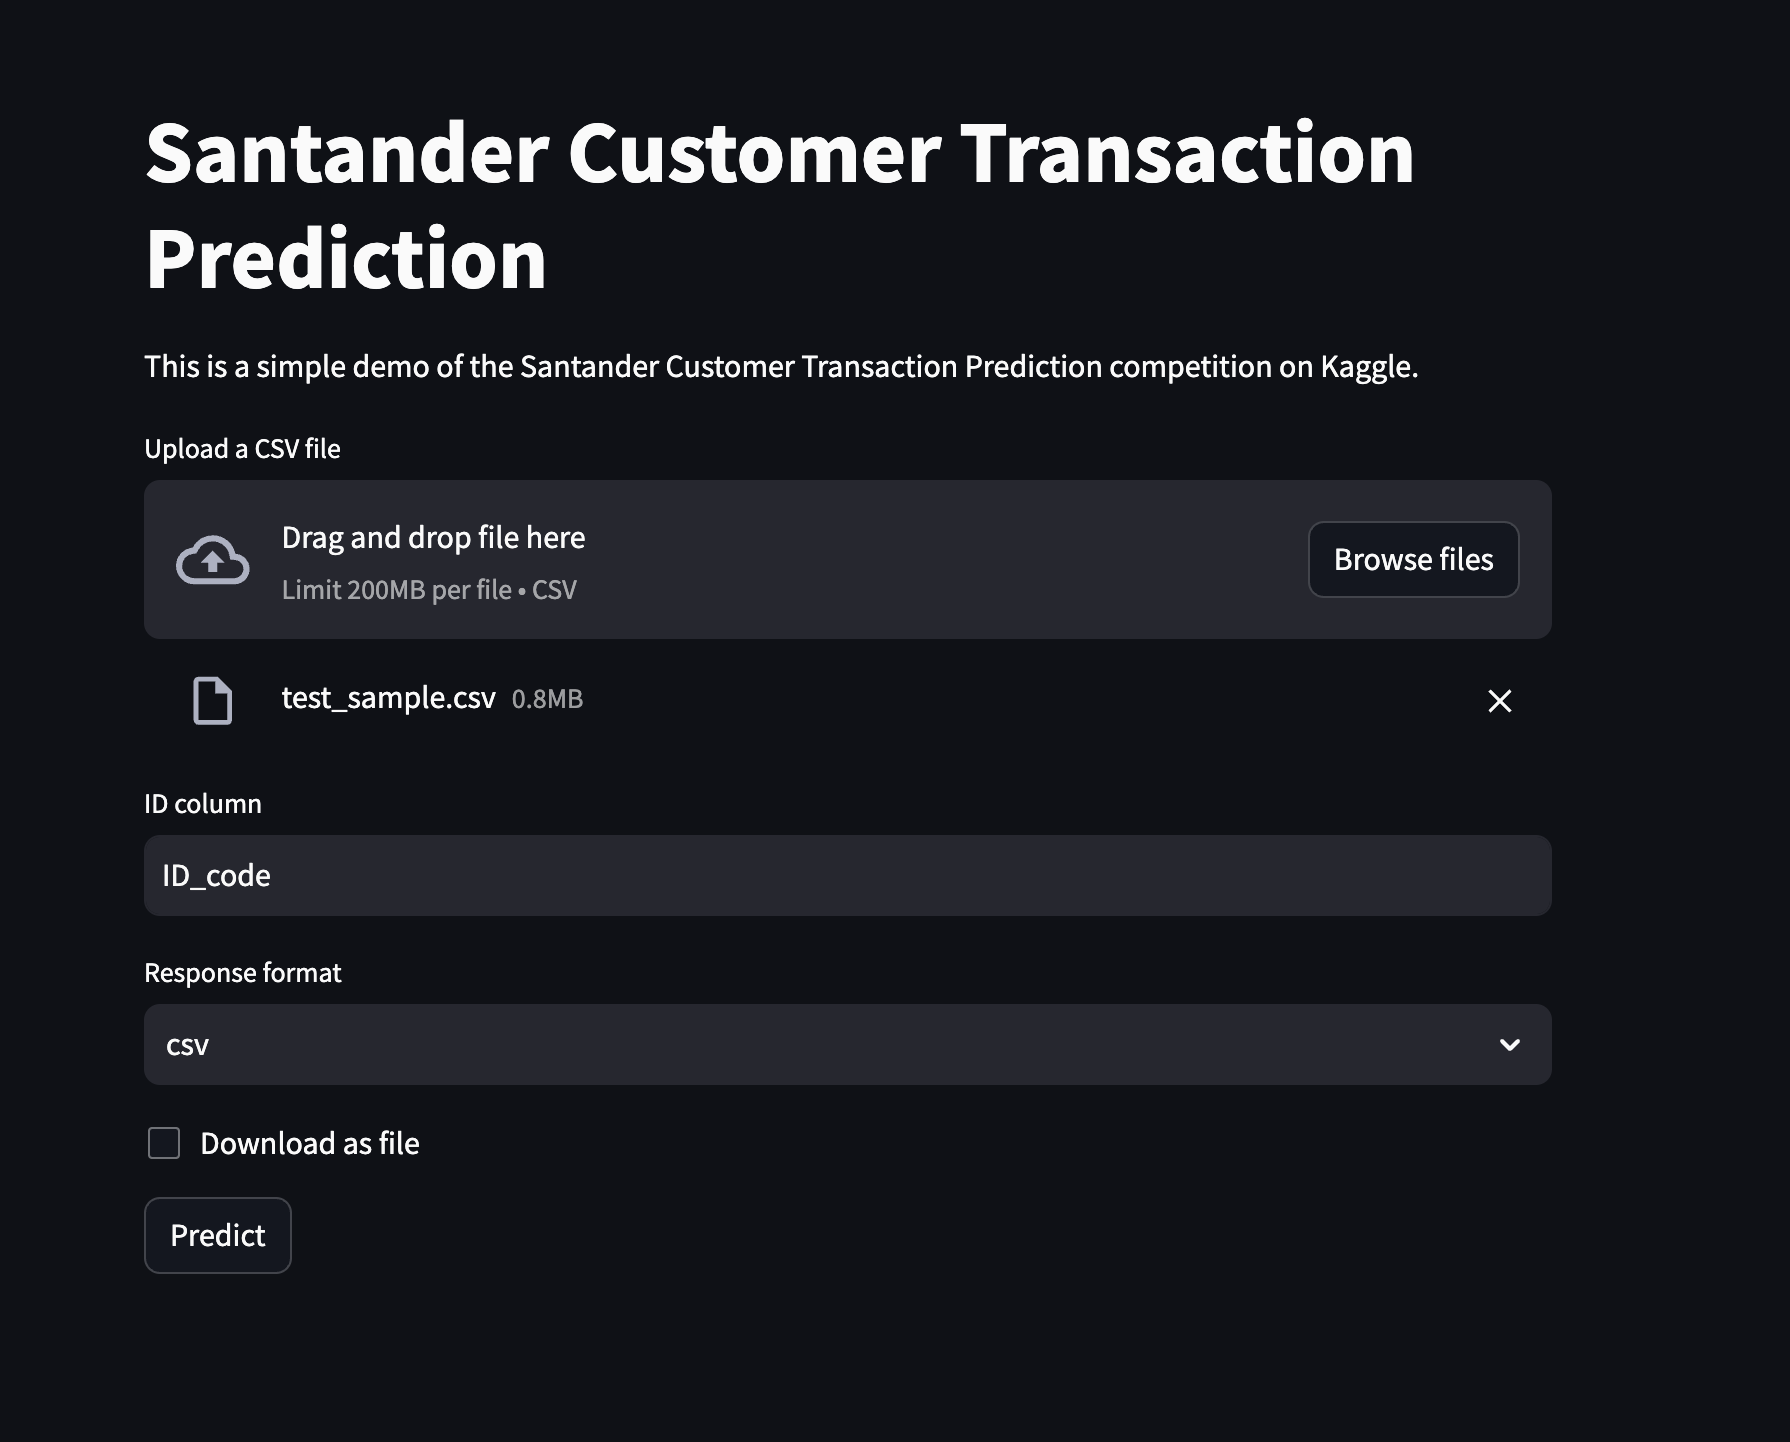 Santander Customer Transaction
Prediction
This is a simple demo of the Santander Customer Transaction Prediction competition on Kaggle.
Upload a CSV file
Drag and drop file here
Limit 200MB per file • CSV
Browse files
test_sample.csv 0.8MB
ID column
ID_code
Response format
csv
Download as file
Predict